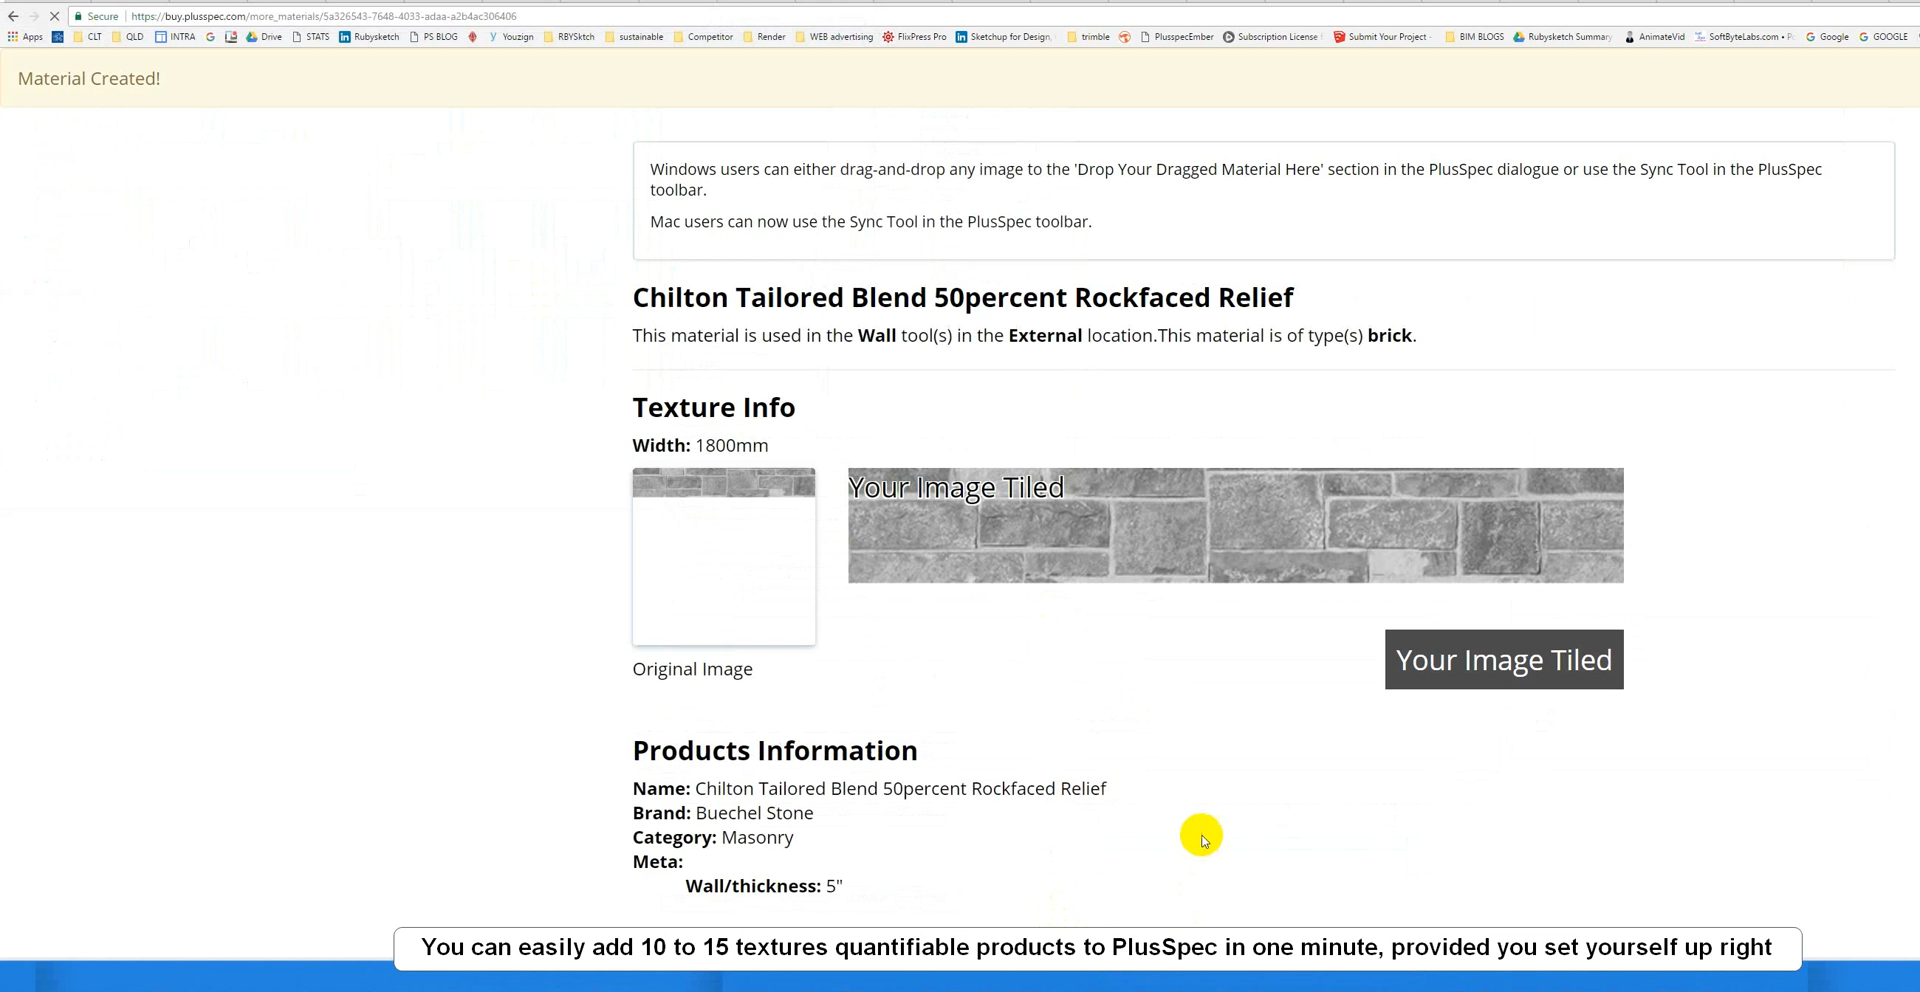 Secure https://buy.plusspec.com/more_materials/5a326543-7648-4033-adaa-a2b4ac306406
Apps CLT QLD INTRA STATS Rubysketch PS BLOG Youzign RBYSktch sustainable Competitor Render WEB advertising FlixPress Pro Sketchup for Design, trimble PlusspecEmber Subscription License Submit Your Project - BIM BLOGS Rubysketch Summary AnimateVid SoftByteLabs.com • Google GOOGLE
Material Created!
Windows users can either drag-and-drop any image to the 'Drop Your Dragged Material Here' section in the PlusSpec dialogue or use the Sync Tool in the PlusSpec
toolbar.
Mac users can now use the Sync Tool in the PlusSpec toolbar.
Chilton Tailored Blend 50percent Rockfaced Relief
This material is used in the Wall tool(s) in the External location.This material is of type(s) brick.
Texture Info
Width: 1800mm
Your Image Tiled
Your Image Tiled
Original Image
Products Information
Name: Chilton Tailored Blend 50percent Rockfaced Relief
Brand: Buechel Stone
Category: Masonry
Meta:
Wall/thickness: 5"
You can easily add 10 to 15 textures quantifiable products to PlusSpec in one minute, provided you set yourself up right